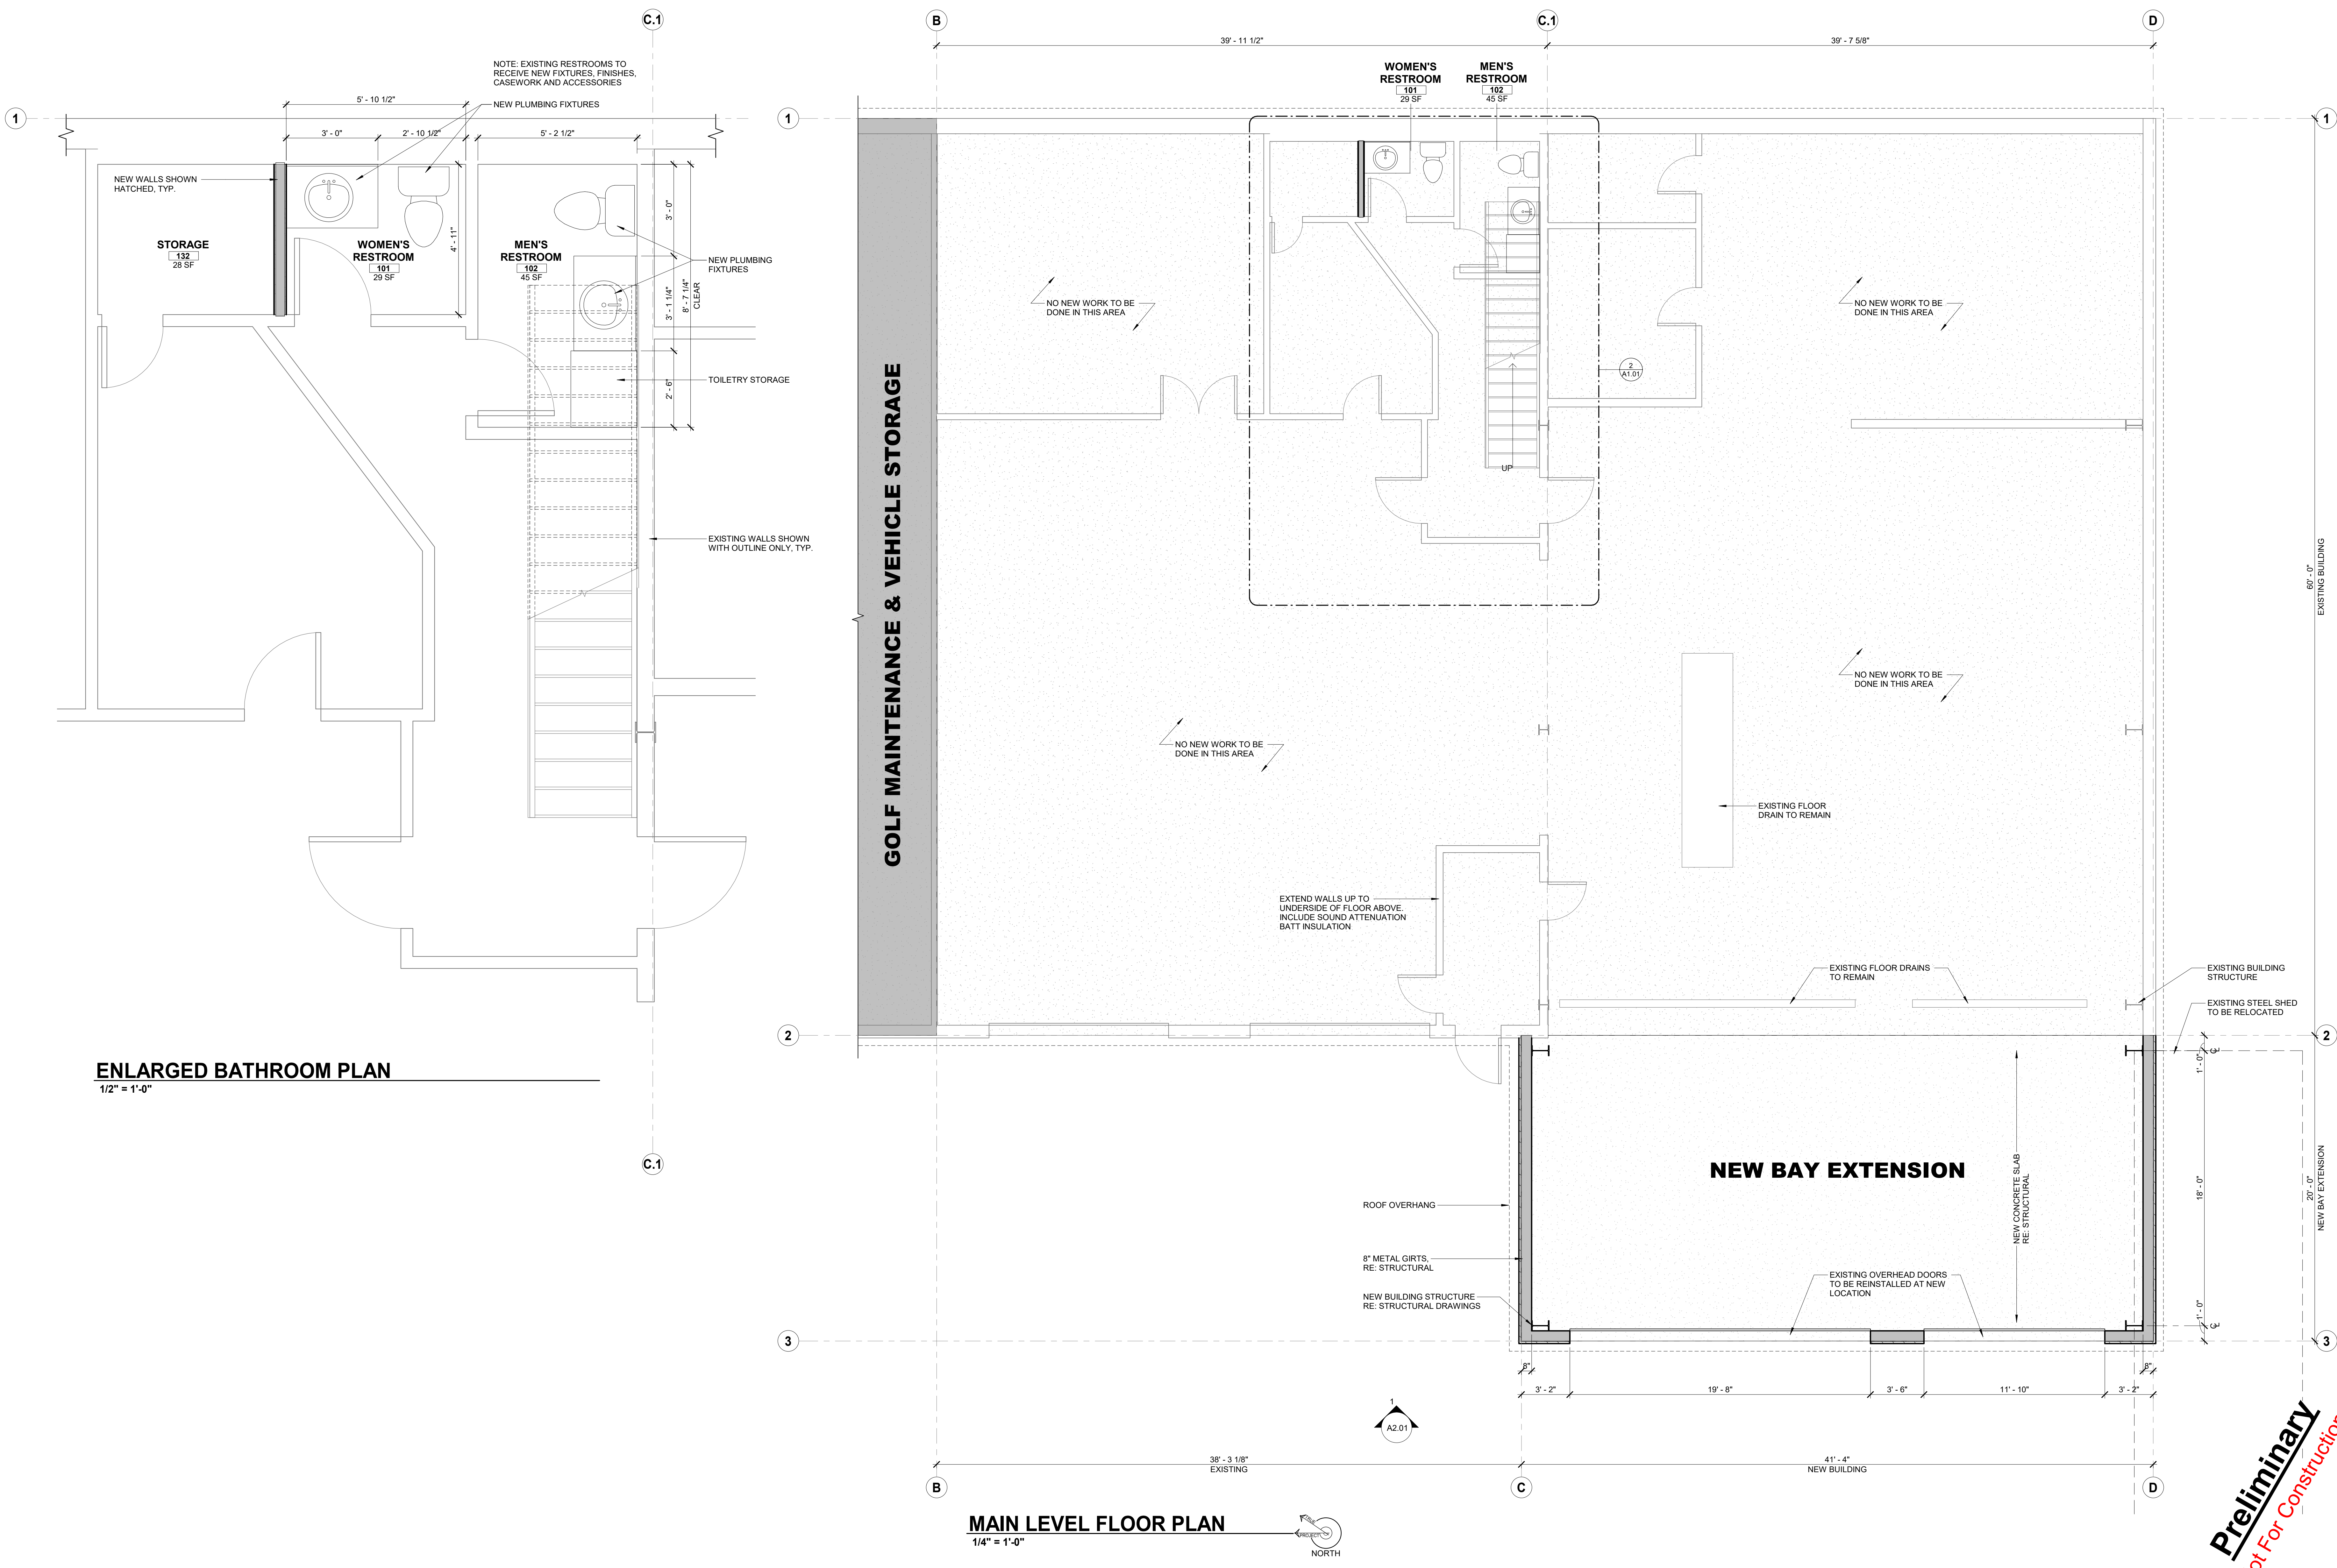 C.1
NOTE: EXISTING RESTROOMS TO
RECEIVE NEW FIXTURES, FINISHES,
CASEWORK AND ACCESSORIES
5' - 10 1/2"
NEW PLUMBING FIXTURES
1
3' - 0"
2' - 10 1/2"
5' - 2 1/2"
NEW WALLS SHOWN
HATCHED, TYP.
STORAGE
132
28 SF
WOMEN'S
RESTROOM
101
29 SF
4' - 11"
MEN'S
RESTROOM
102
45 SF
3' - 0"
3' - 1 1/4"
8' - 7 1/4"
CLEAR
2' - 6"
NEW PLUMBING
FIXTURES
TOILETRY STORAGE
EXISTING WALLS SHOWN
WITH OUTLINE ONLY, TYP.
C.1
ENLARGED BATHROOM PLAN
1/2" = 1'-0"
B
C.1
D
39' - 11 1/2"
39' - 7 5/8"
WOMEN'S
RESTROOM
101
29 SF
MEN'S
RESTROOM
102
45 SF
1
1
NO NEW WORK TO BE
DONE IN THIS AREA
NO NEW WORK TO BE
DONE IN THIS AREA
2
A1.01
UP
GOLF MAINTENANCE & VEHICLE STORAGE
60' - 0"
EXISTING BUILDING
NO NEW WORK TO BE
DONE IN THIS AREA
NO NEW WORK TO BE
DONE IN THIS AREA
EXISTING FLOOR
DRAIN TO REMAIN
EXTEND WALLS UP TO
UNDERSIDE OF FLOOR ABOVE.
INCLUDE SOUND ATTENUATION
BATT INSULATION
EXISTING FLOOR DRAINS
TO REMAIN
EXISTING BUILDING
STRUCTURE
EXISTING STEEL SHED
TO BE RELOCATED
2
2
1' - 0"
CL
NEW BAY EXTENSION
NEW CONCRETE SLAB
RE: STRUCTURAL
18' - 0"
20' - 0"
NEW BAY EXTENSION
ROOF OVERHANG
8" METAL GIRTS,
RE: STRUCTURAL
NEW BUILDING STRUCTURE
RE: STRUCTURAL DRAWINGS
EXISTING OVERHEAD DOORS
TO BE REINSTALLED AT NEW
LOCATION
1' - 0"
CL
3
3
8"
8"
3' - 2"
19' - 8"
3' - 6"
11' - 10"
3' - 2"
1
A2.01
38' - 3 1/8"
EXISTING
41' - 4"
NEW BUILDING
B
C
D
MAIN LEVEL FLOOR PLAN
1/4" = 1'-0"
TRUE
PROJECT
NORTH
Preliminary
ot For Construction